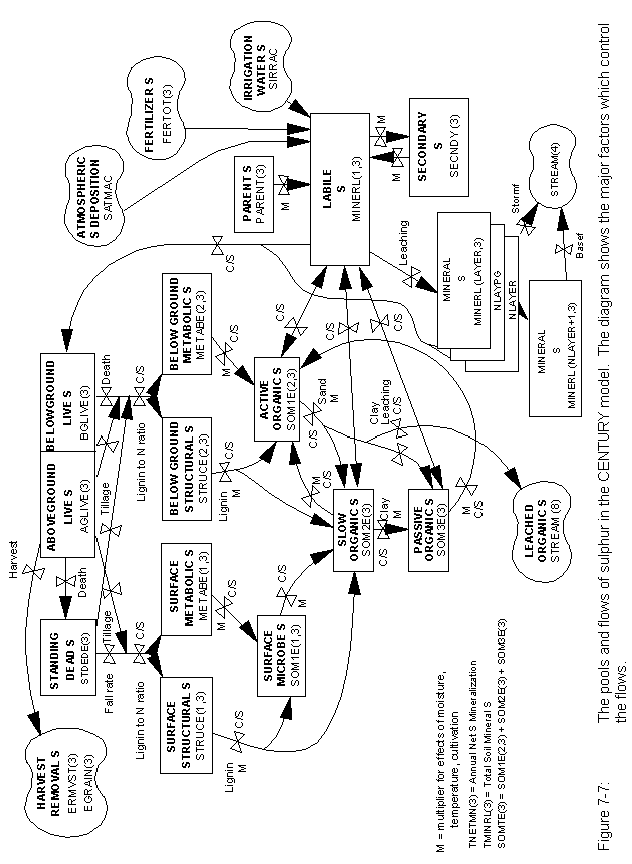 HARVEST
REMOVAL S
ERMVST(3)
EGRAIN(3)
Harvest
STANDING
DEAD S
STDEDE(3)
Death
ABOVEGROUND
LIVE S
AGLIVE(3)
BELOWGROUND
LIVE S
BGLIVE(3)
Death
Fall rate
Tillage
Tillage
Lignin to N ratio
C/S
Lignin to N ratio
C/S
C/S
ATMOSPHERIC
S DEPOSITION
SATMAC
FERTILIZER S
FERTOT(3)
IRRIGATION
WATER S
SIRRAC
SURFACE
STRUCTURAL S
STRUCE(1,3)
SURFACE
METABOLIC S
METABE(1,3)
BELOW GROUND
STRUCTURAL S
STRUCE(2,3)
BELOW GROUND
METABOLIC S
METABE(2,3)
PARENT S
PARENT(3)
M
Lignin
M
C/S
M
C/S
Lignin
M
C/S
M
C/S
SURFACE
MICROBE S
SOM1E(1,3)
ACTIVE
ORGANIC S
SOM1E(2,3)
LABILE
S
MINERL(1,3)
M
M
SECONDARY
S
SECNDY(3)
C/S
M
C/S
C/S
C/S
C/S
M
Sand
M
C/S
SLOW
ORGANIC S
SOM2E(3)
C/S
Clay
M
Clay
C/S
Leaching
Leaching
PASSIVE ORGANIC S
SOM3E(3)
M
C/S
MINERAL
S
MINERL(LAYER,3)
NLAYPG
NLAYER
Stormf
STREAM(4)
Basef
MINERAL
S
MINERL(NLAYER+1,3)
LEACHED
ORGANIC S
STREAM(8)
M = multiplier for effects of moisture,
temperature, cultivation
TNETMN(3) = Annual Net S Mineralization
TMINRL(3) = Total Soil Mineral S
SOMTE(3) = SOM1E(2,3) + SOM2E(3) + SOM3E(3)
Figure 7-7: The pools and flows of sulphur in the CENTURY model. The diagram shows the major factors which control
the flows.